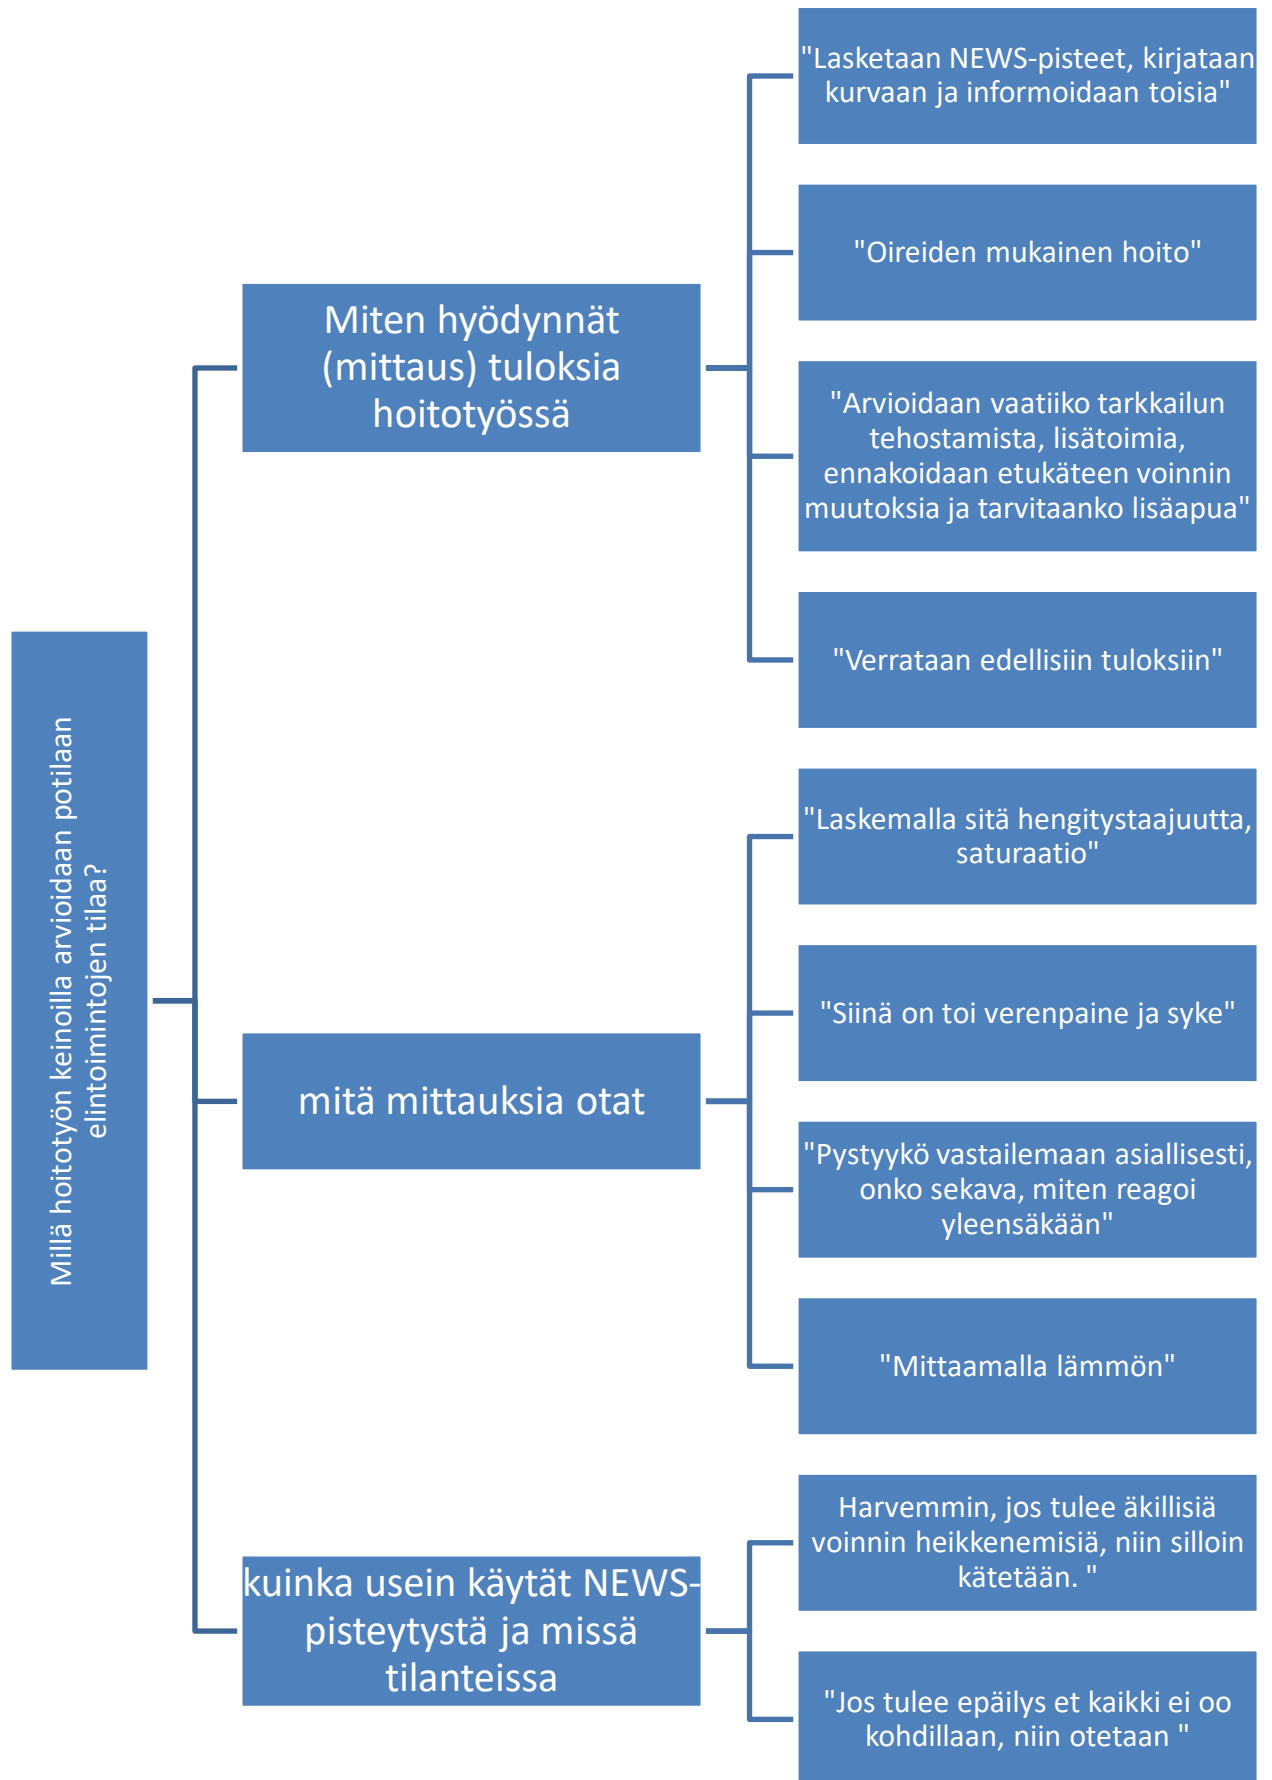 Millä hoitotyön keinoilla arvioidaan potilaan
elintoimintojen tilaa?
Miten hyödynnät
(mittaus) tuloksia
hoitotyössä
"Lasketaan NEWS-pisteet, kirjataan
kurvaan ja informoidaan toisia"
"Oireiden mukainen hoito"
"Arvioidaan vaatiiko tarkkailun
tehostamista, lisätoimia,
ennakoidaan etukäteen voinnin
muutoksia ja tarvitaanko lisäapua"
"Verrataan edellisiin tuloksiin"
mitä mittauksia otat
"Laskemalla sitä hengitystaajuutta,
saturaatio"
"Siinä on toi verenpaine ja syke"
"Pystyykö vastailemaan asiallisesti,
onko sekava, miten reagoi
yleensäkään"
"Mittaamalla lämmön"
kuinka usein käytät NEWS-
pisteytystä ja missä
tilanteissa
Harvemmin, jos tulee äkillisiä
voinnin heikkenemisiä, niin silloin
kätetään. "
"Jos tulee epäilys et kaikki ei oo
kohdillaan, niin otetaan "